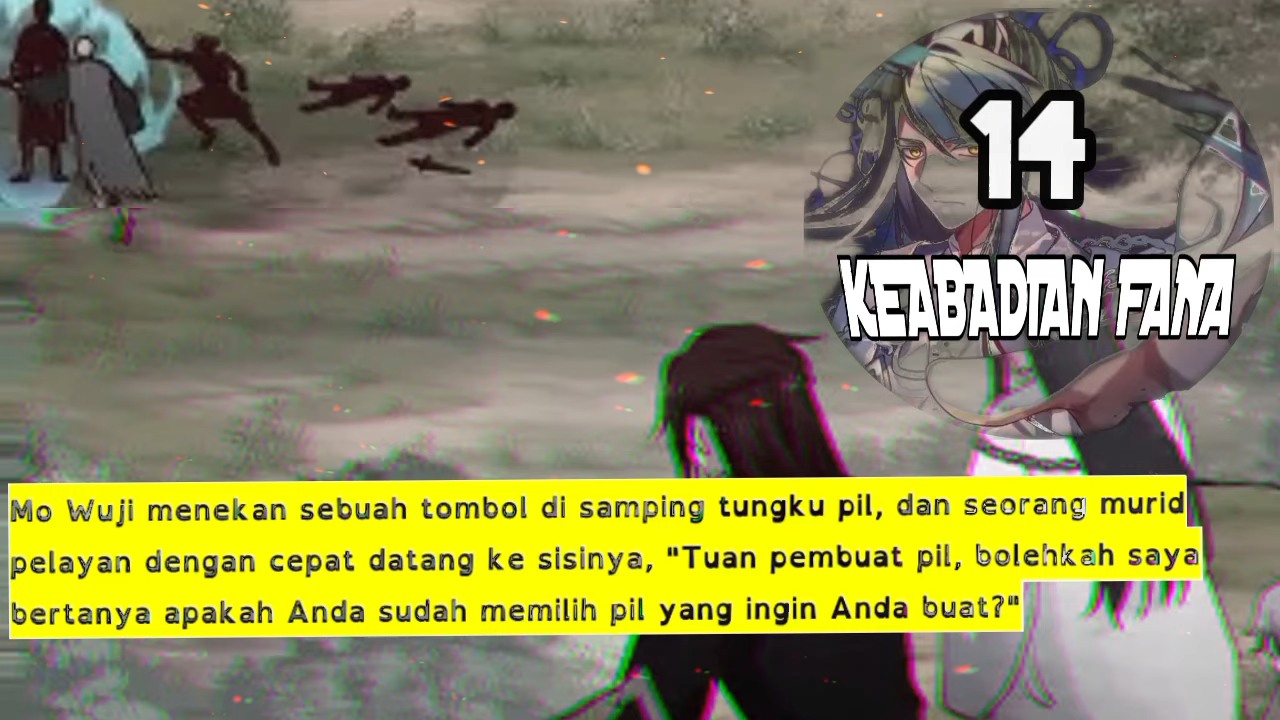 14
KEABADIAN FANA
Mo Wuji menekan sebuah tombol di samping tungku pil, dan seorang murid
pelayan dengan cepat datang ke sisinya, "Tuan pembuat pil, bolehkah saya
bertanya apakah Anda sudah memilih pil yang ingin Anda buat?"